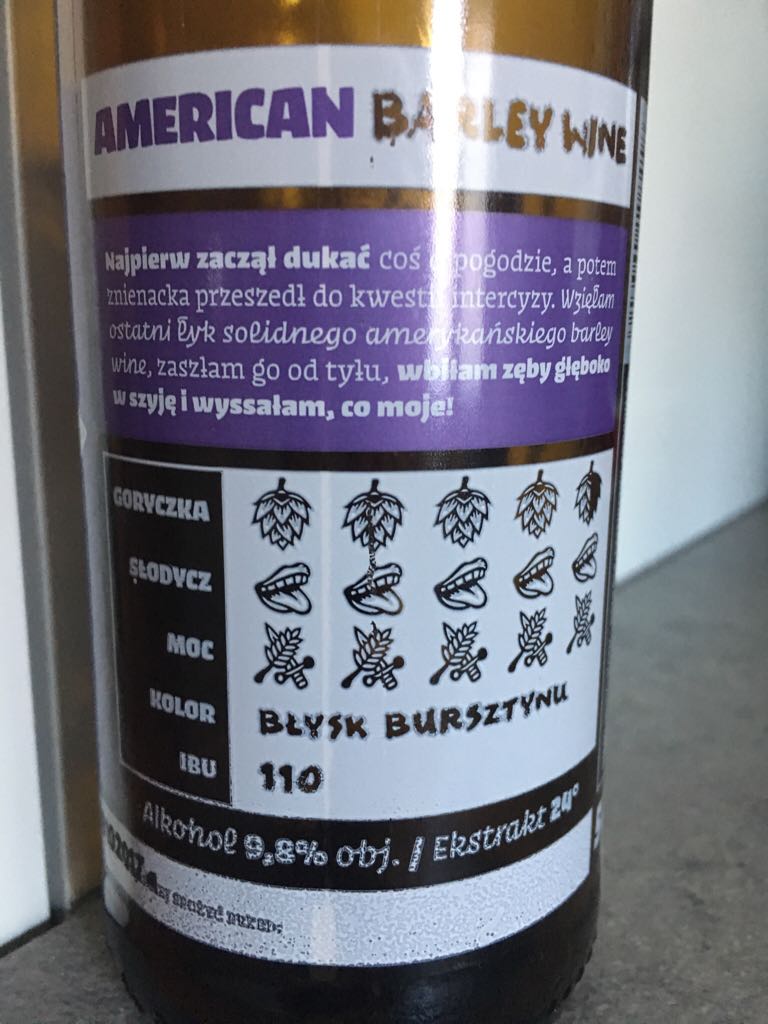 AMERICAN BARLEY WINE
Najpierw zaczął dukać coś o pogodzie, a potem
znienacka przeszedł do kwestii intercyzy. Wzięłam
ostatni łyk solidnego amerykańskiego barley
wine, zaszłam go od tyłu, wbiłam zęby głęboko
w szyję i wyssałam, co moje!
GORYCZKA
SŁODYCZ
MOC
KOLOR BŁYSK BURSZTYNU
IBU 110
Alkohol 9,8% obj. / Ekstrakt 24°